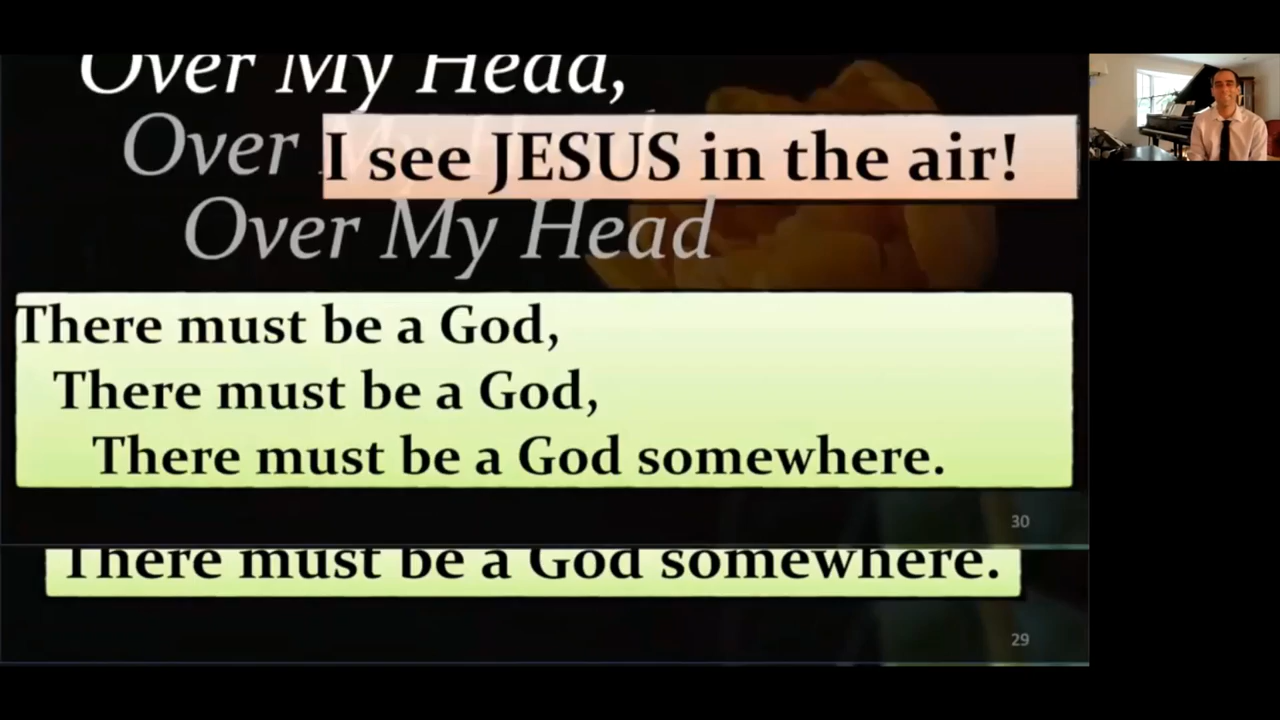 Over My Head,
Over
I see JESUS in the air!
Over My Head
There must be a God,
There must be a God,
There must be a God somewhere.
30
There must be a God somewhere.
29